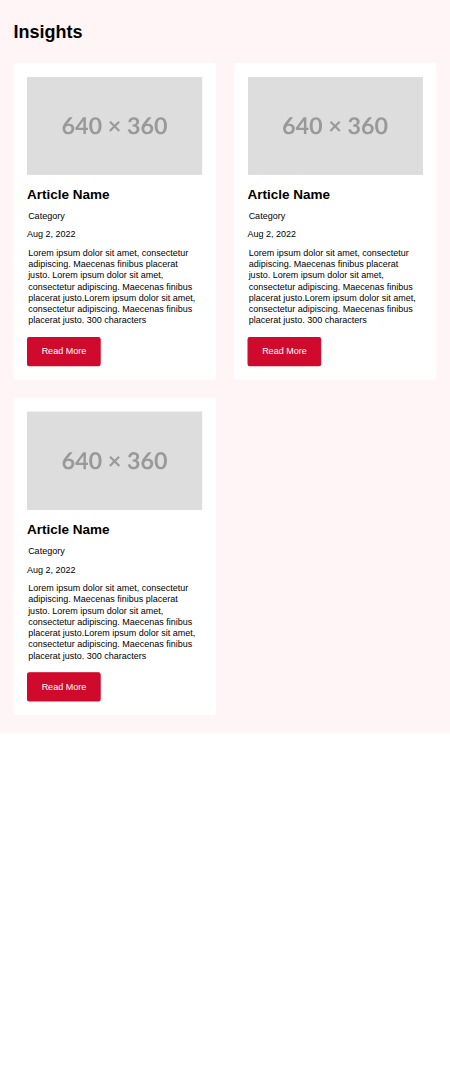 Insights
640 × 360
Article Name
Category
Aug 2, 2022
Lorem ipsum dolor sit amet, consectetur
adipiscing. Maecenas finibus placerat
justo. Lorem ipsum dolor sit amet,
consectetur adipiscing. Maecenas finibus
placerat justo.Lorem ipsum dolor sit amet,
consectetur adipiscing. Maecenas finibus
placerat justo. 300 characters
Read More
640 × 360
Article Name
Category
Aug 2, 2022
Lorem ipsum dolor sit amet, consectetur
adipiscing. Maecenas finibus placerat
justo. Lorem ipsum dolor sit amet,
consectetur adipiscing. Maecenas finibus
placerat justo.Lorem ipsum dolor sit amet,
consectetur adipiscing. Maecenas finibus
placerat justo. 300 characters
Read More
640 × 360
Article Name
Category
Aug 2, 2022
Lorem ipsum dolor sit amet, consectetur
adipiscing. Maecenas finibus placerat
justo. Lorem ipsum dolor sit amet,
consectetur adipiscing. Maecenas finibus
placerat justo.Lorem ipsum dolor sit amet,
consectetur adipiscing. Maecenas finibus
placerat justo. 300 characters
Read More